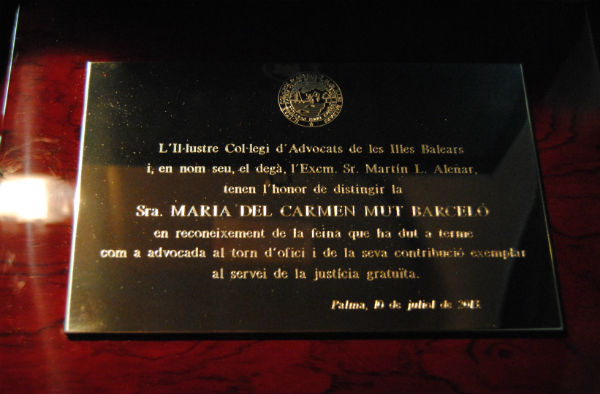 L'Il·lustre Col·legi d'Advocats de les Illes Balears
i, en nom seu, el degà, l'Excm. Sr. Martín L. Aleñar,
tenen l'honor de distingir la
Sra. MARIA DEL CARMEN MUT BARCELÓ
en reconeixement de la feina que ha dut a terme
com a advocada al torn d'ofici i de la seva contribució exemplar
al servei de la justícia gratuïta.
Palma, 10 de juliol de 2013.